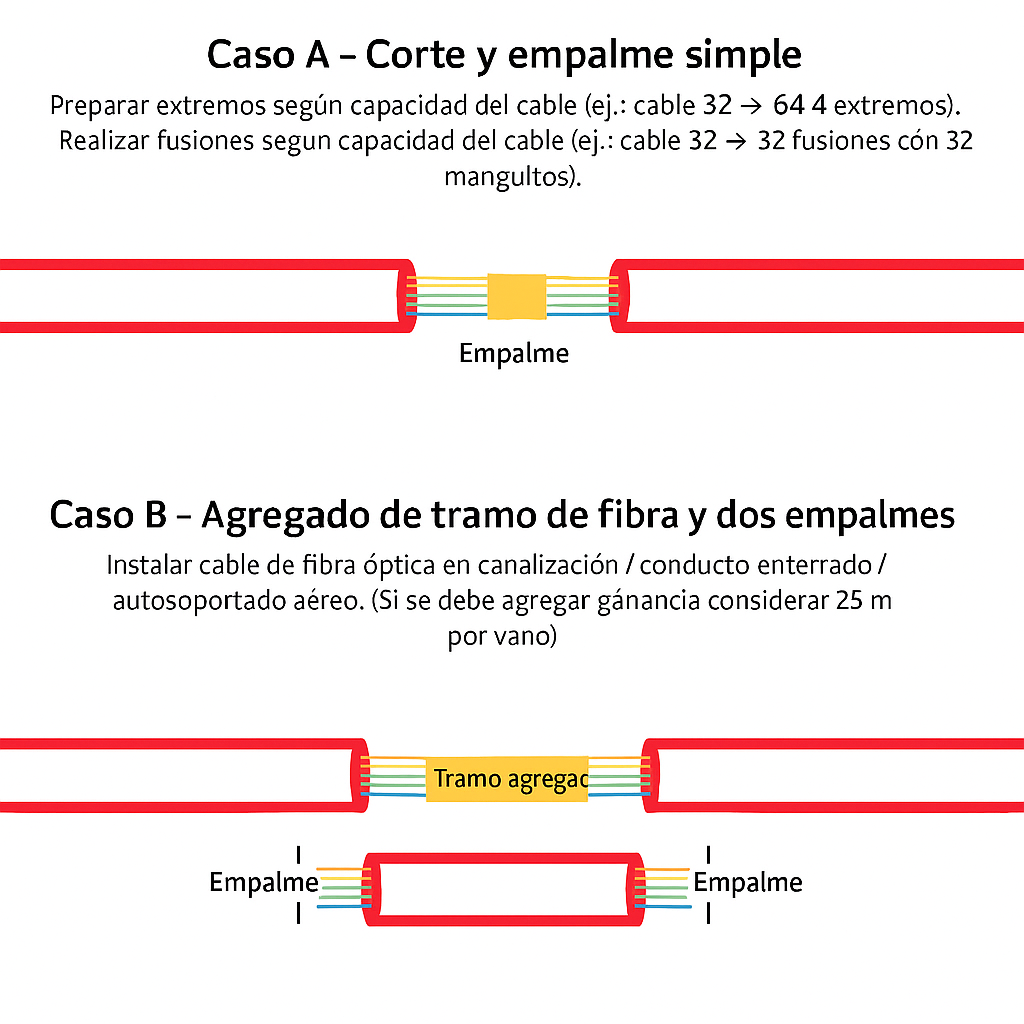 Caso A – Corte y empalme simple
Preparar extremos según capacidad del cable (ej.: cable 32 → 64 4 extremos).
Realizar fusiones segun capacidad del cable (ej.: cable 32 → 32 fusiones cón 32
mangultos).
Empalme
Caso B – Agregado de tramo de fibra y dos empalmes
Instalar cable de fibra óptica en canalización / conducto enterrado /
autosoportado aéreo. (Si se debe agregar gánancia considerar 25 m
por vano)
Tramo agregac
Empalme
Empalme